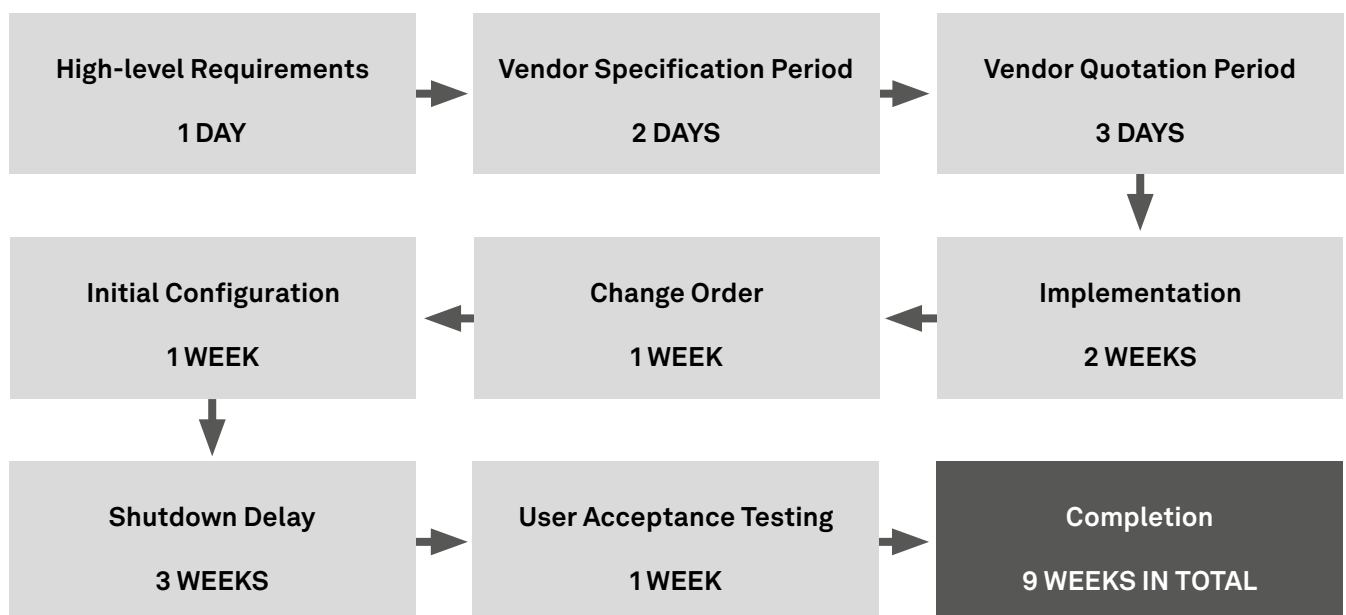 High-level Requirements
1 DAY
Vendor Specification Period
2 DAYS
Vendor Quotation Period
3 DAYS
Implementation
2 WEEKS
Change Order
1 WEEK
Initial Configuration
1 WEEK
Shutdown Delay
3 WEEKS
User Acceptance Testing
1 WEEK
Completion
9 WEEKS IN TOTAL